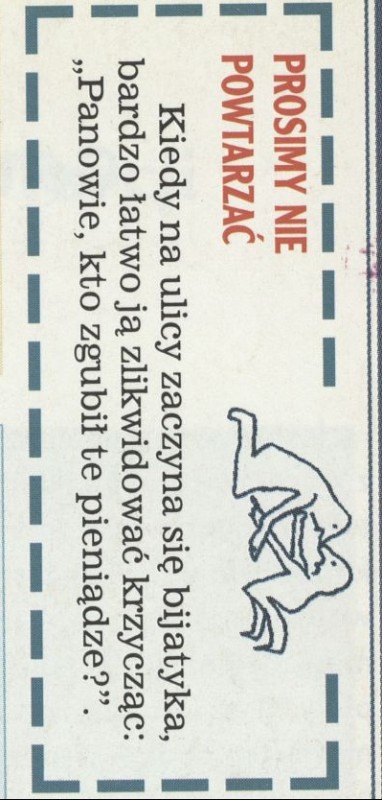 PROSIMY NIE
POWTARZAĆ
Kiedy na ulicy zaczyna się bijatyka,
bardzo łatwo ją zlikwidować krzycząc:
„Panowie, kto zgubił te pieniądze?”.